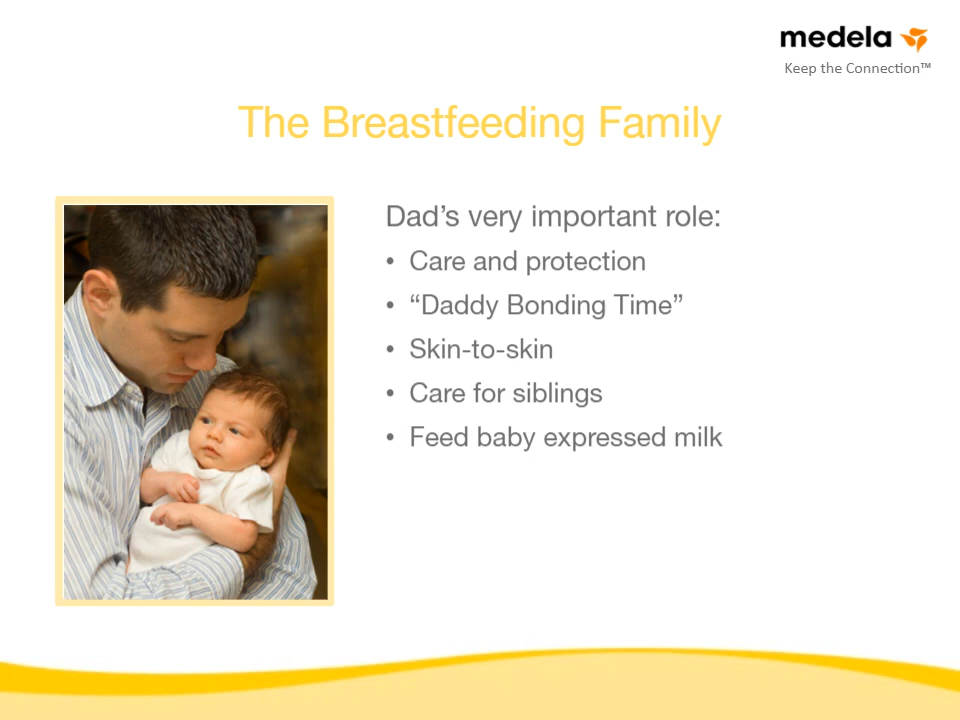 medela
Keep the Connection™
The Breastfeeding Family
Dad’s very important role:
• Care and protection
• “Daddy Bonding Time”
• Skin-to-skin
• Care for siblings
• Feed baby expressed milk